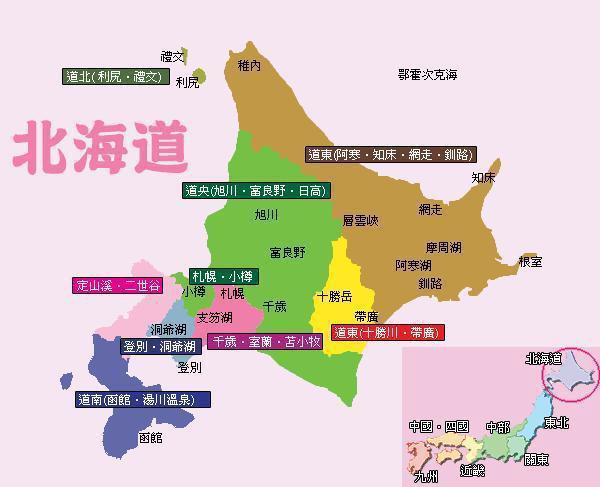 禮文
稚內
道北(利尻・禮文)
利尻
鄂霍次克海
北海道
道東(阿寒・知床・網走・釧路)
知床
道央(旭川・富良野・日高)
旭川
層雲峽
網走
富良野
摩周湖
阿寒湖
根室
釧路
定山溪・二世谷
札幌・小樽
小樽
札幌
十勝岳
千歲
支笏湖
帶廣
洞爺湖
道東(十勝川・帶廣)
登別・洞爺湖
千歲・室蘭・苫小牧
登別
道南(函館・湯川溫泉)
函館
北海道
東北
中國・四國
中部
關東
近畿
九州